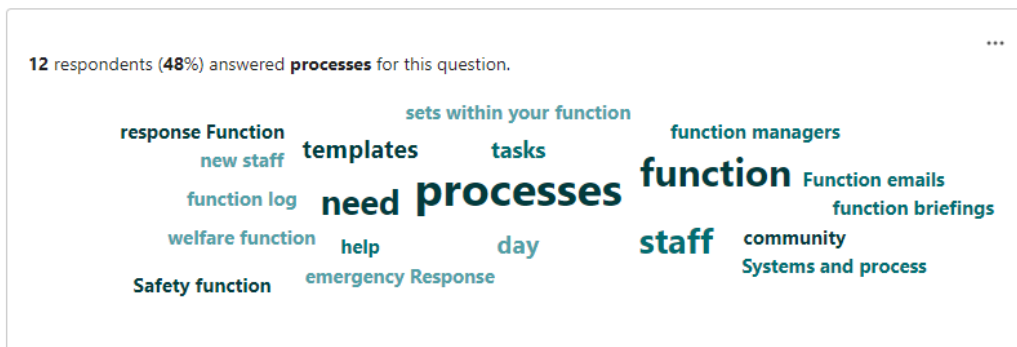 ...
12 respondents (48%) answered processes for this question.
sets within your function
response Function
function managers
templates
tasks
new staff
function
Function emails
processes
need
function log
function briefings
welfare function
help
day
staff
community
Systems and process
emergency Response
Safety function